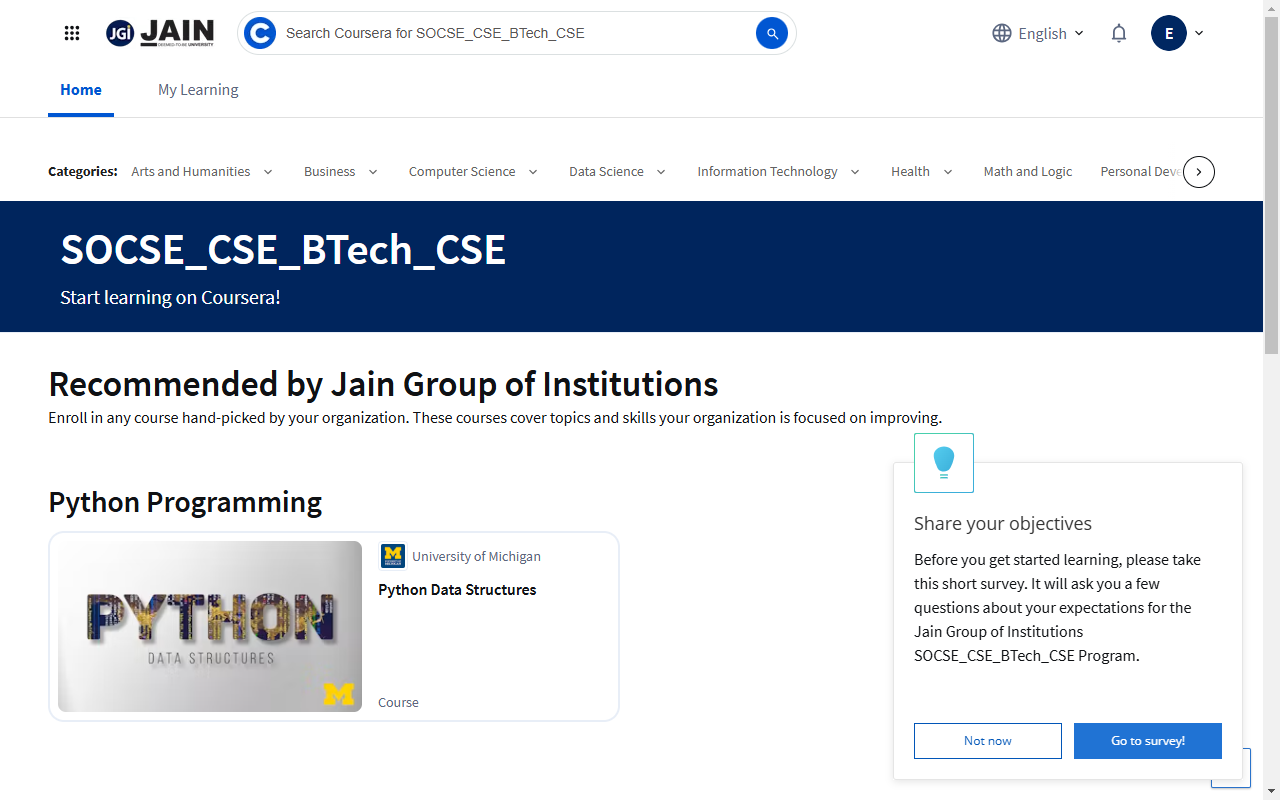 JGI JAIN
DEEMED-TO-BE UNIVERSITY
Search Coursera for SOCSE_CSE_BTech_CSE
English
E
Home
My Learning
Categories:
Arts and Humanities
Business
Computer Science
Data Science
Information Technology
Health
Math and Logic
Personal Deve
SOCSE_CSE_BTech_CSE
Start learning on Coursera!
Recommended by Jain Group of Institutions
Enroll in any course hand-picked by your organization. These courses cover topics and skills your organization is focused on improving.
Python Programming
PYTHON
DATA STRUCTURES
M
University of Michigan
Python Data Structures
Course
Share your objectives
Before you get started learning, please take
this short survey. It will ask you a few
questions about your expectations for the
Jain Group of Institutions
SOCSE_CSE_BTech_CSE Program.
Not now
Go to survey!